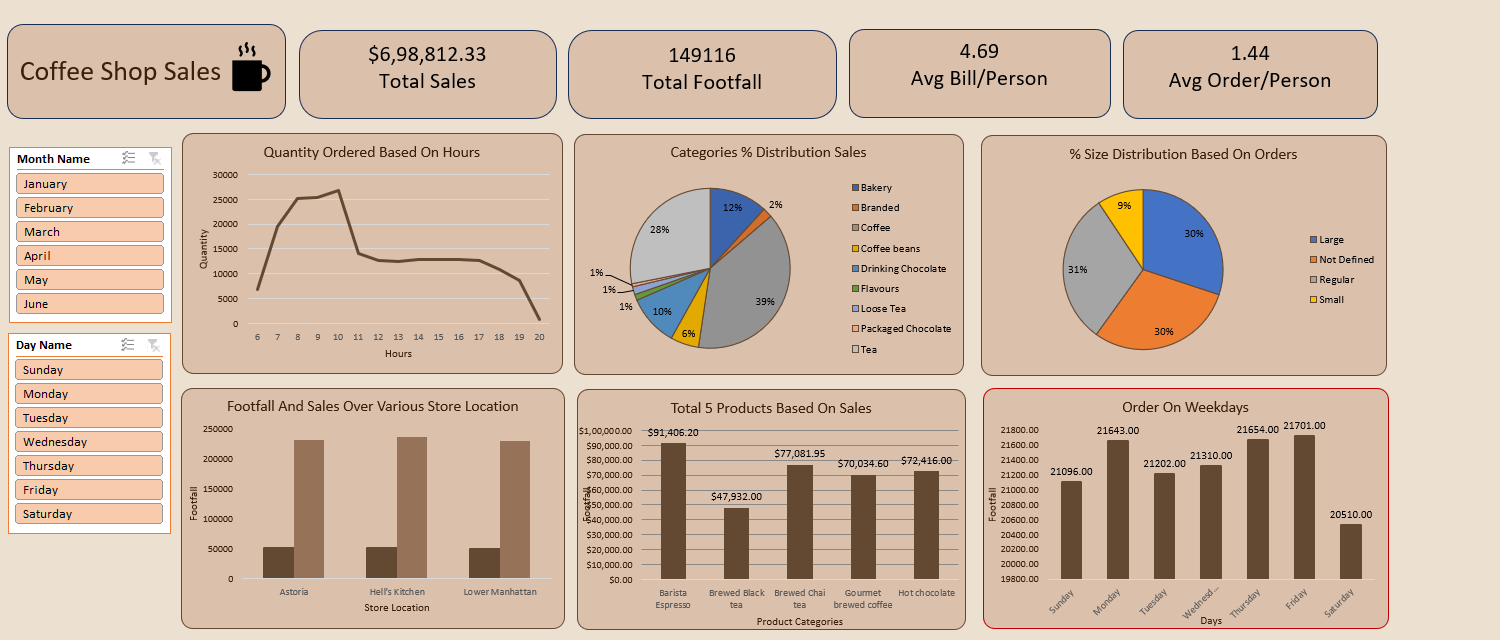 Coffee Shop Sales
$6,98,812.33
Total Sales
149116
Total Footfall
4.69
Avg Bill/Person
1.44
Avg Order/Person
Month Name
January
February
March
April
May
June
Day Name
Sunday
Monday
Tuesday
Wednesday
Thursday
Friday
Saturday
Quantity Ordered Based On Hours
Quantity
30000
25000
20000
15000
10000
5000
0
6 7 8 9 10 11 12 13 14 15 16 17 18 19 20
Hours
Categories % Distribution Sales
12%
2%
39%
6%
10%
1%
1%
1%
28%
Bakery
Branded
Coffee
Coffee beans
Drinking Chocolate
Flavours
Loose Tea
Packaged Chocolate
Tea
% Size Distribution Based On Orders
30%
30%
31%
9%
Large
Not Defined
Regular
Small
Footfall And Sales Over Various Store Location
Footfall
250000
200000
150000
100000
50000
0
Astoria Hell's Kitchen Lower Manhattan
Store Location
Total 5 Products Based On Sales
Footfall
$1,00,000.00
$90,000.00
$80,000.00
$70,000.00
$60,000.00
$50,000.00
$40,000.00
$30,000.00
$20,000.00
$10,000.00
$0.00
$91,406.20
$47,932.00
$77,081.95
$70,034.60
$72,416.00
Barista Espresso
Brewed Black tea
Brewed Chai tea
Gourmet brewed coffee
Hot chocolate
Product Categories
Order On Weekdays
Footfall
21800.00
21600.00
21400.00
21200.00
21000.00
20800.00
20600.00
20400.00
20200.00
20000.00
19800.00
21096.00
21643.00
21202.00
21310.00
21654.00
21701.00
20510.00
Sunday
Monday
Tuesday
Wednesd...
Thursday
Friday
Saturday
Days